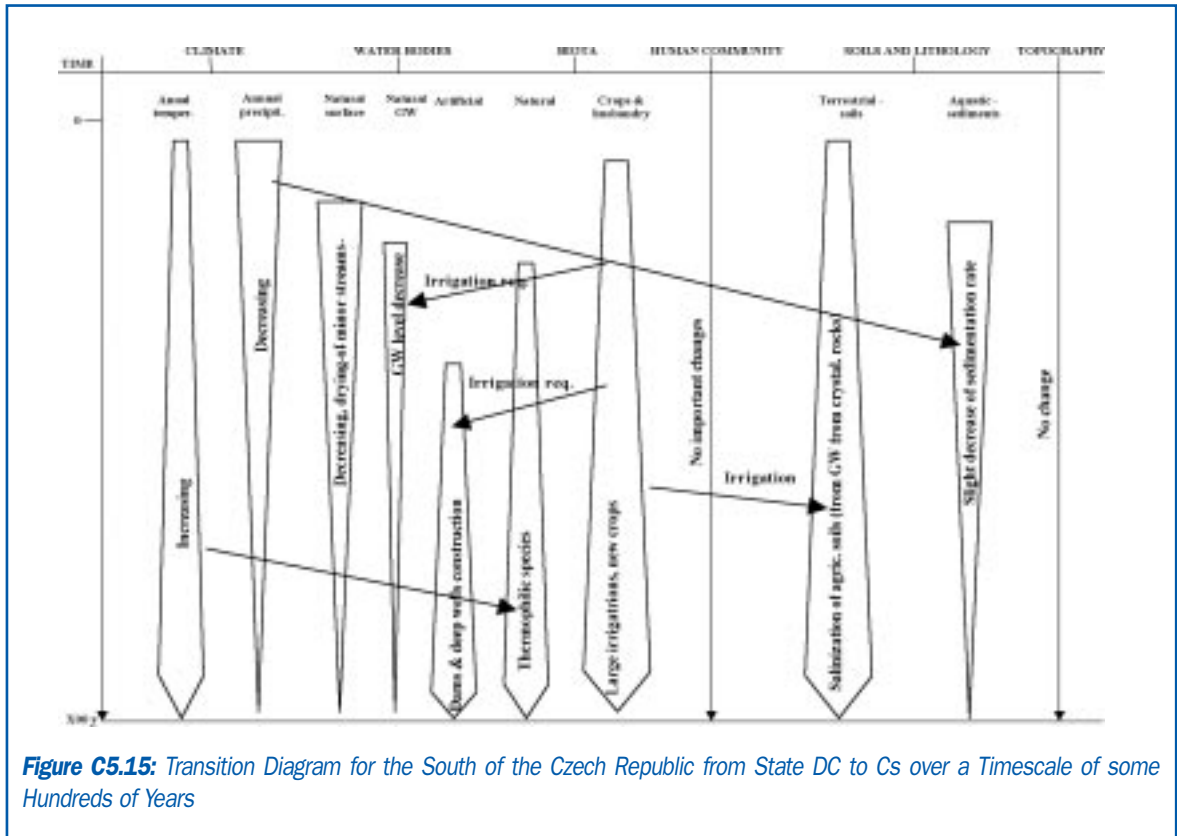 CLIMATE WATER BODIES BIOTA HUMAN COMMUNITY SOILS AND LITHOLOGY TOPOGRAPHY
TIME
Annual Annual Natural Natural Artificial Natural Crops & Terrestrial - Aquatic -
temper. precipit. surface GW husbandry soils sediments
0
Increasing
Decreasing
Decreasing, drying-of minor streams-
GW level decrease
Irrigation req.
Irrigation req.
Dams & deep wells construction
Thermophilic species
Large irrigations, new crops
No important changes
Irrigation
Salinization of agric. soils (from GW from crystal. rocks
Slight decrease of sedimentation rate
No change
X00 y
Figure C5.15: Transition Diagram for the South of the Czech Republic from State DC to Cs over a Timescale of some
Hundreds of Years